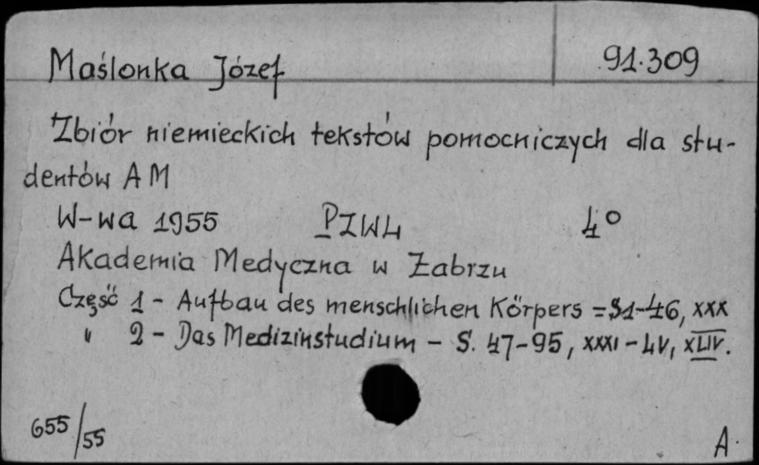 Maślonka Józef 91.309
Zbiór niemieckich tekstów pomocniczych dla stu-
dentów AM
W-wa 1955 PZWL 4°
Akademia Medyczna w Zabrzu
Część 1 - Aufbau des menschlichen Körpers = S1-46, XXX
" 2 - Das Medizinstudium - S. 47-95, XXXI - LV, XLIV.
655/55 A.